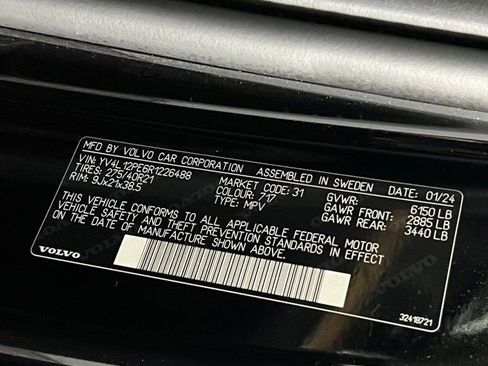 MFD BY VOLVO CAR CORPORATION ASSEMBLED IN SWEDEN DATE: 01/24
VIN: YV4L12PE6R1226488 MARKET CODE: 31 GVWR: 6150 LB
TIRES: 275/40R21 COLOUR: 717 GAWR FRONT: 2885 LB
RIM: 9Jx21x38.5 TYPE: MPV GAWR REAR: 3440 LB
THIS VEHICLE CONFORMS TO ALL APPLICABLE FEDERAL MOTOR
VEHICLE SAFETY AND THEFT PREVENTION STANDARDS IN EFFECT
ON THE DATE OF MANUFACTURE SHOWN ABOVE.
VOLVO
32418721